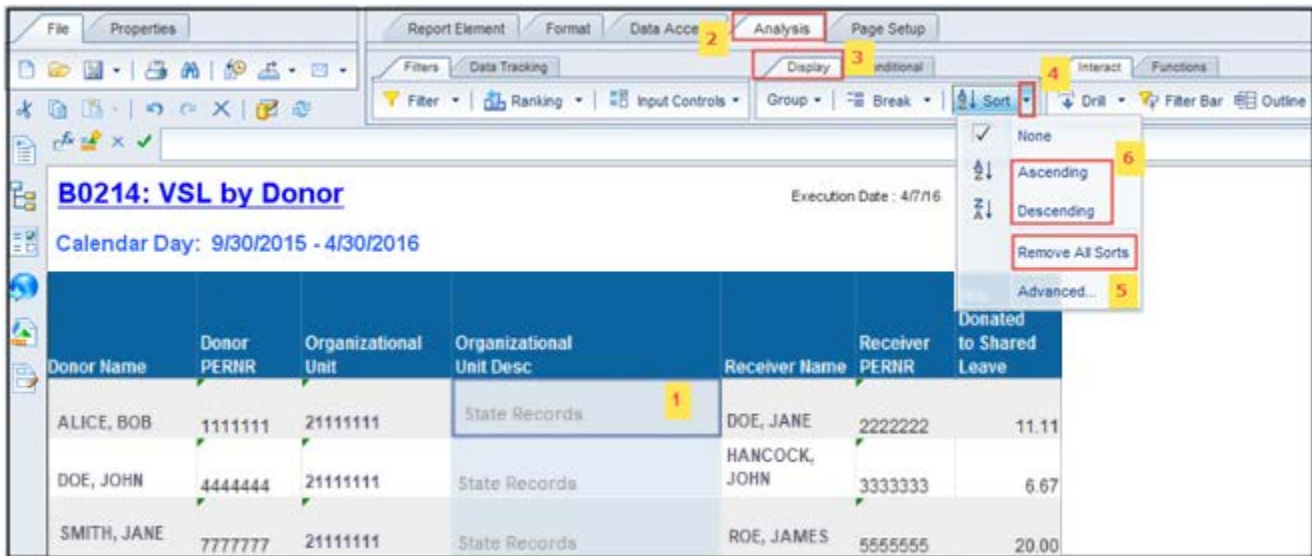 File Properties Report Element Format Data Acce 2 Analysis Page Setup
Filters Data Tracking Display 3 nditional 4 Interact Functions
Filter Ranking Input Controls Group Break Sort Drill Filter Bar Outline
None
6
Ascending
Descending
Remove All Sorts
Advanced... 5
B0214: VSL by Donor
Execution Date : 4/7/16
Calendar Day: 9/30/2015 - 4/30/2016
Donor Name Donor PERNR Organizational Unit Organizational Unit Desc Receiver Name Receiver PERNR Donated to Shared Leave
ALICE, BOB 1111111 21111111 State Records 1 DOE, JANE 2222222 11.11
DOE, JOHN 4444444 21111111 State Records HANCOCK, JOHN 3333333 6.67
SMITH, JANE 7777777 21111111 State Records ROE, JAMES 5555555 20.00